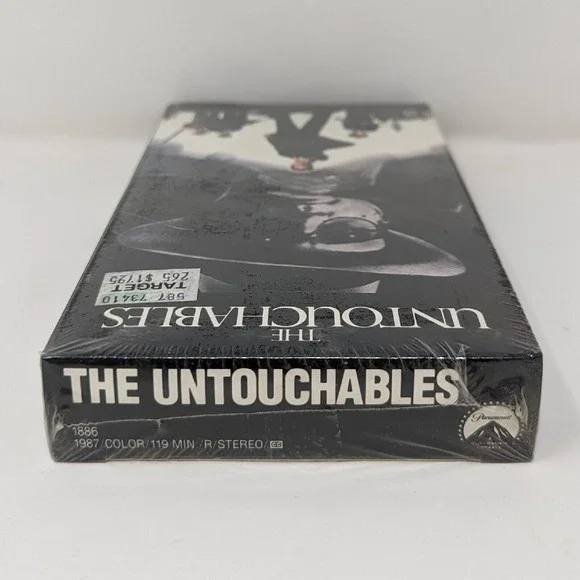 587 73410
TARGET
265 $17.25
THE
UNTOUCHABLES
THE UNTOUCHABLES
1886
1987/COLOR/119 MIN /R/STEREO/
Paramount